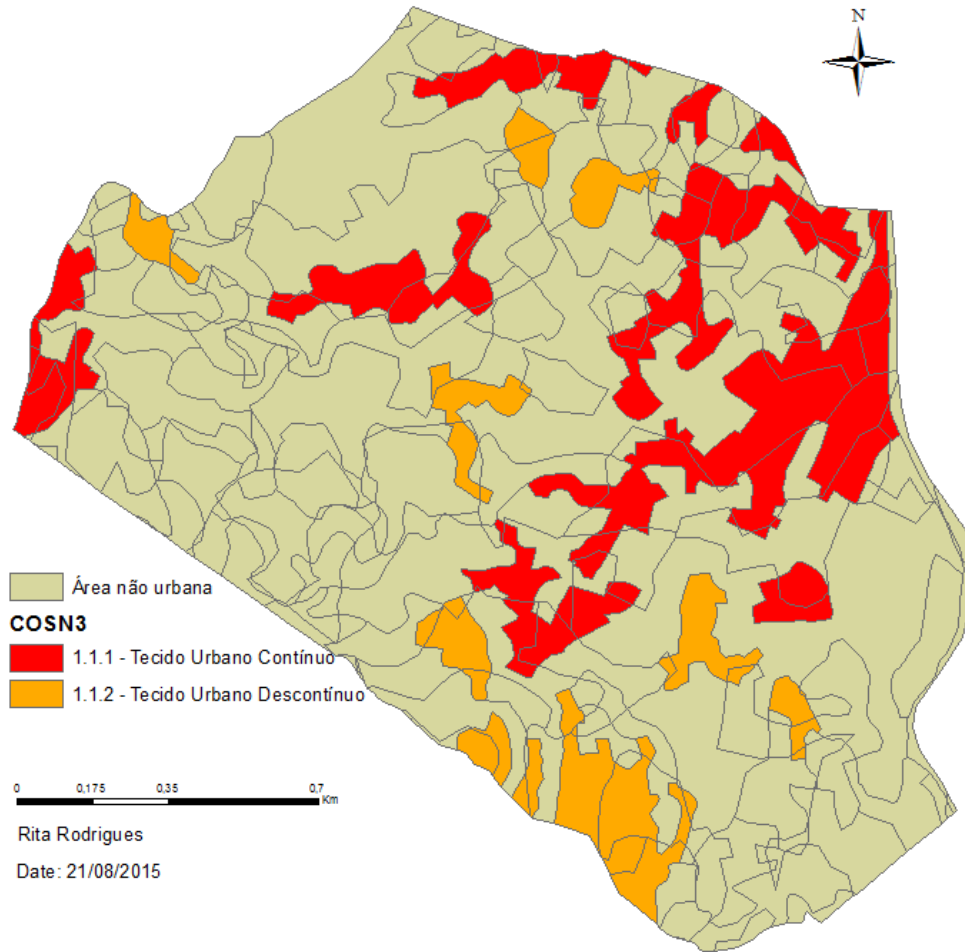 N
Área não urbana
COSN3
1.1.1 - Tecido Urbano Contínuo
1.1.2 - Tecido Urbano Descontínuo
0 0,175 0,35 0,7
Km
Rita Rodrigues
Date: 21/08/2015